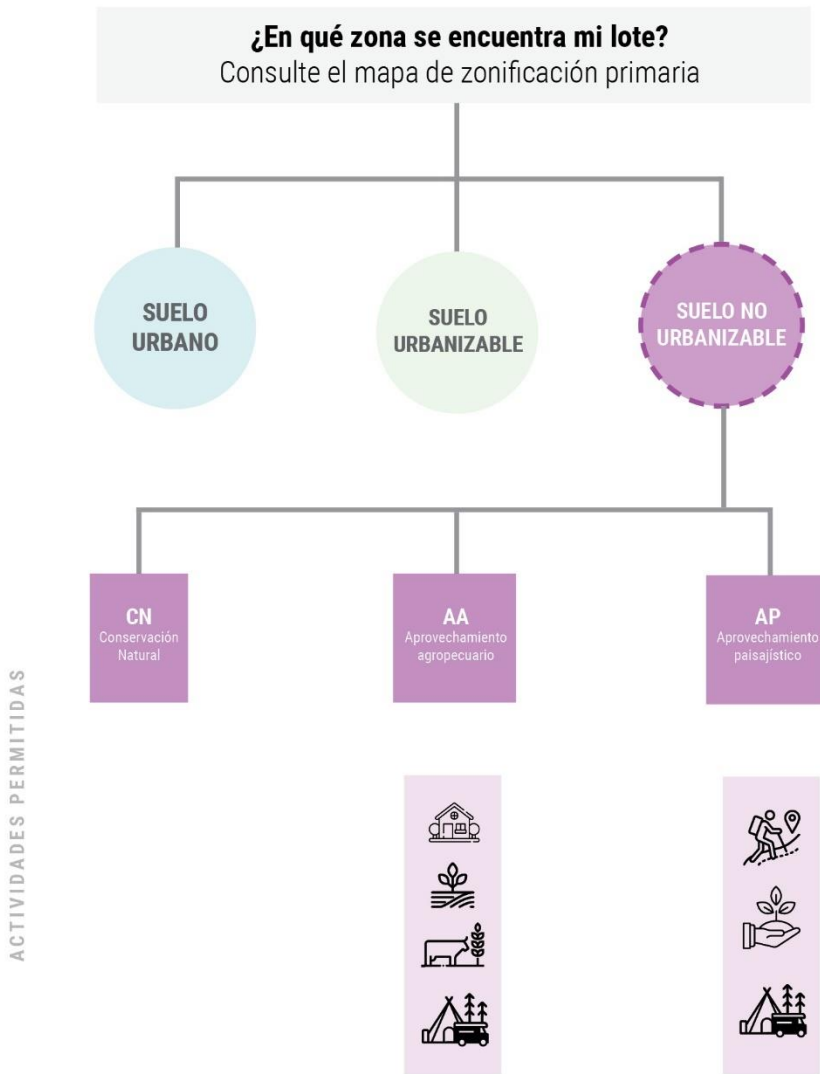 ¿En qué zona se encuentra mi lote?
Consulte el mapa de zonificación primaria
SUELO
URBANO
SUELO
URBANIZABLE
SUELO NO
URBANIZABLE
CN
Conservación
Natural
AA
Aprovechamiento
agropecuario
AP
Aprovechamiento
paisajístico
ACTIVIDADES PERMITIDAS